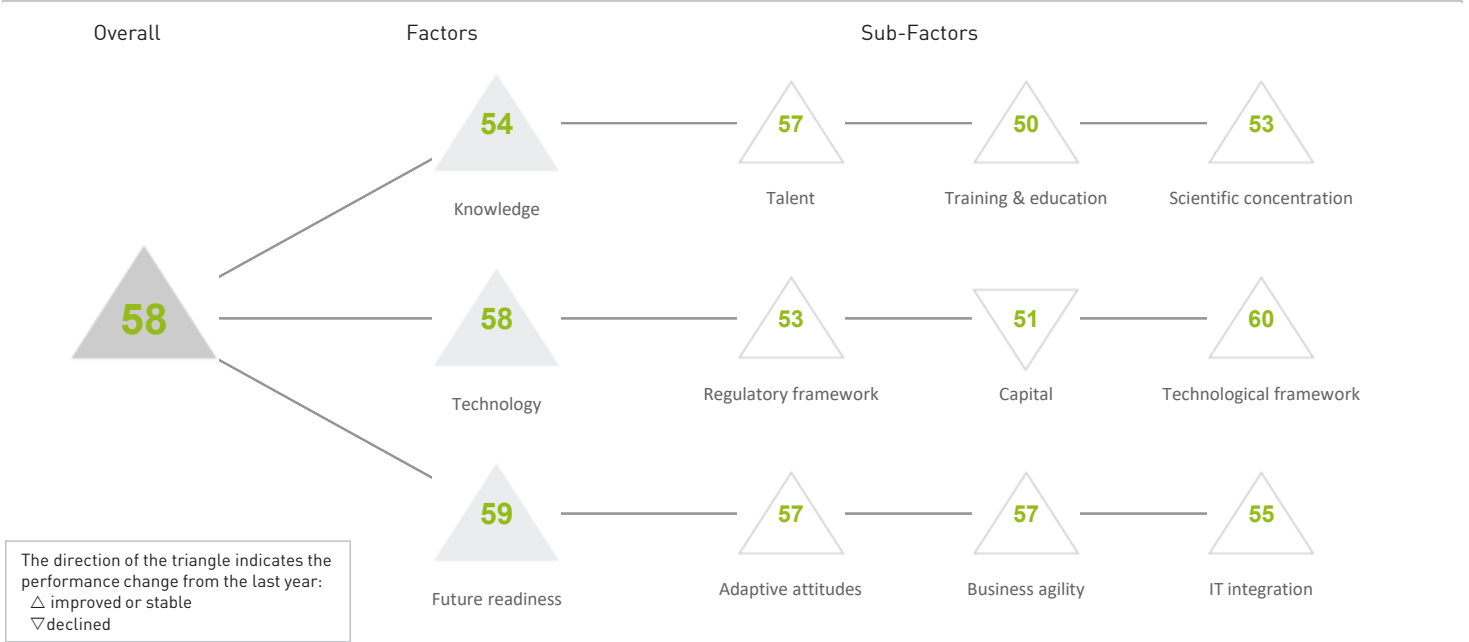 Overall
Factors
Sub-Factors
54
57
50
53
Knowledge
Talent
Training & education
Scientific concentration
58
58
53
51
60
Technology
Regulatory framework
Capital
Technological framework
59
57
57
55
Future readiness
Adaptive attitudes
Business agility
IT integration
The direction of the triangle indicates the
performance change from the last year:
△ improved or stable
▽declined